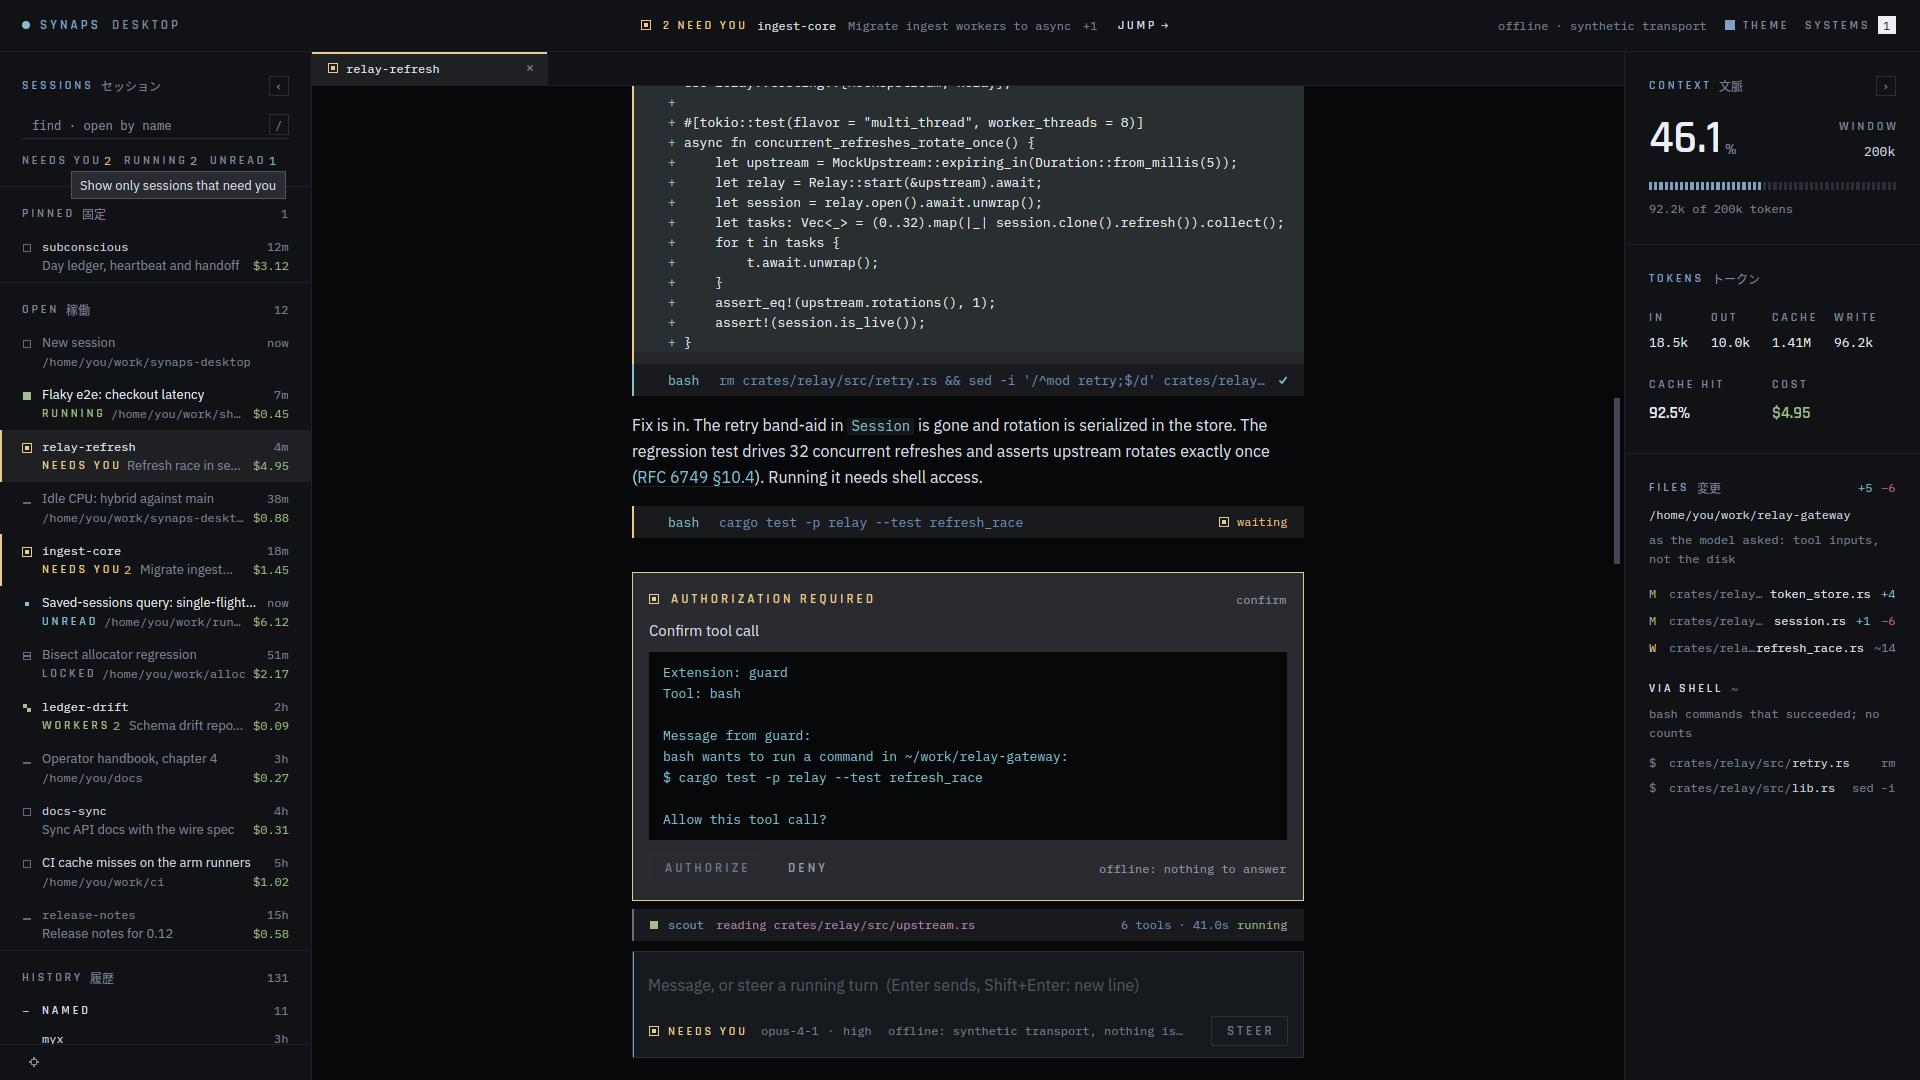 SYNAPS DESKTOP
2 NEED YOU ingest-core Migrate ingest workers to async +1 JUMP →
offline · synthetic transport THEME SYSTEMS 1
SESSIONS セッション ‹
find · open by name /
NEEDS YOU 2 RUNNING 2 UNREAD 1
Show only sessions that need you
PINNED 固定 1
subconscious 12m
Day ledger, heartbeat and handoff $3.12
OPEN 稼働 12
New session now
/home/you/work/synaps-desktop
Flaky e2e: checkout latency 7m
RUNNING /home/you/work/sh… $0.45
relay-refresh 4m
NEEDS YOU Refresh race in se… $4.95
Idle CPU: hybrid against main 38m
/home/you/work/synaps-deskt… $0.88
ingest-core 18m
NEEDS YOU 2 Migrate ingest… $1.45
Saved-sessions query: single-flight… now
UNREAD /home/you/work/run… $6.12
Bisect allocator regression 51m
LOCKED /home/you/work/alloc $2.17
ledger-drift 2h
WORKERS 2 Schema drift repo… $0.09
Operator handbook, chapter 4 3h
/home/you/docs $0.27
docs-sync 4h
Sync API docs with the wire spec $0.31
CI cache misses on the arm runners 5h
/home/you/work/ci $1.02
release-notes 15h
Release notes for 0.12 $0.58
HISTORY 履歴 131
– NAMED 11
myx 3h
relay-refresh ×
+
+ #[tokio::test(flavor = "multi_thread", worker_threads = 8)]
+ async fn concurrent_refreshes_rotate_once() {
+     let upstream = MockUpstream::expiring_in(Duration::from_millis(5));
+     let relay = Relay::start(&upstream).await;
+     let session = relay.open().await.unwrap();
+     let tasks: Vec<_> = (0..32).map(|_| session.clone().refresh()).collect();
+     for t in tasks {
+         t.await.unwrap();
+     }
+     assert_eq!(upstream.rotations(), 1);
+     assert!(session.is_live());
+ }
bash rm crates/relay/src/retry.rs && sed -i '/^mod retry;$/d' crates/relay… ✓
Fix is in. The retry band-aid in Session is gone and rotation is serialized in the store. The
regression test drives 32 concurrent refreshes and asserts upstream rotates exactly once
(RFC 6749 §10.4). Running it needs shell access.
bash cargo test -p relay --test refresh_race waiting
AUTHORIZATION REQUIRED confirm
Confirm tool call
Extension: guard
Tool: bash
Message from guard:
bash wants to run a command in ~/work/relay-gateway:
$ cargo test -p relay --test refresh_race
Allow this tool call?
AUTHORIZE DENY offline: nothing to answer
scout reading crates/relay/src/upstream.rs 6 tools · 41.0s running
Message, or steer a running turn (Enter sends, Shift+Enter: new line)
NEEDS YOU opus-4-1 · high offline: synthetic transport, nothing is… STEER
CONTEXT 文脈 ›
46.1% WINDOW
200k
92.2k of 200k tokens
TOKENS トークン
IN OUT CACHE WRITE
18.5k 10.0k 1.41M 96.2k
CACHE HIT COST
92.5% $4.95
FILES 変更 +5 −6
/home/you/work/relay-gateway
as the model asked: tool inputs,
not the disk
M crates/relay… token_store.rs +4
M crates/relay… session.rs +1 −6
W crates/rela…refresh_race.rs ~14
VIA SHELL ~
bash commands that succeeded; no
counts
$ crates/relay/src/retry.rs rm
$ crates/relay/src/lib.rs sed -i